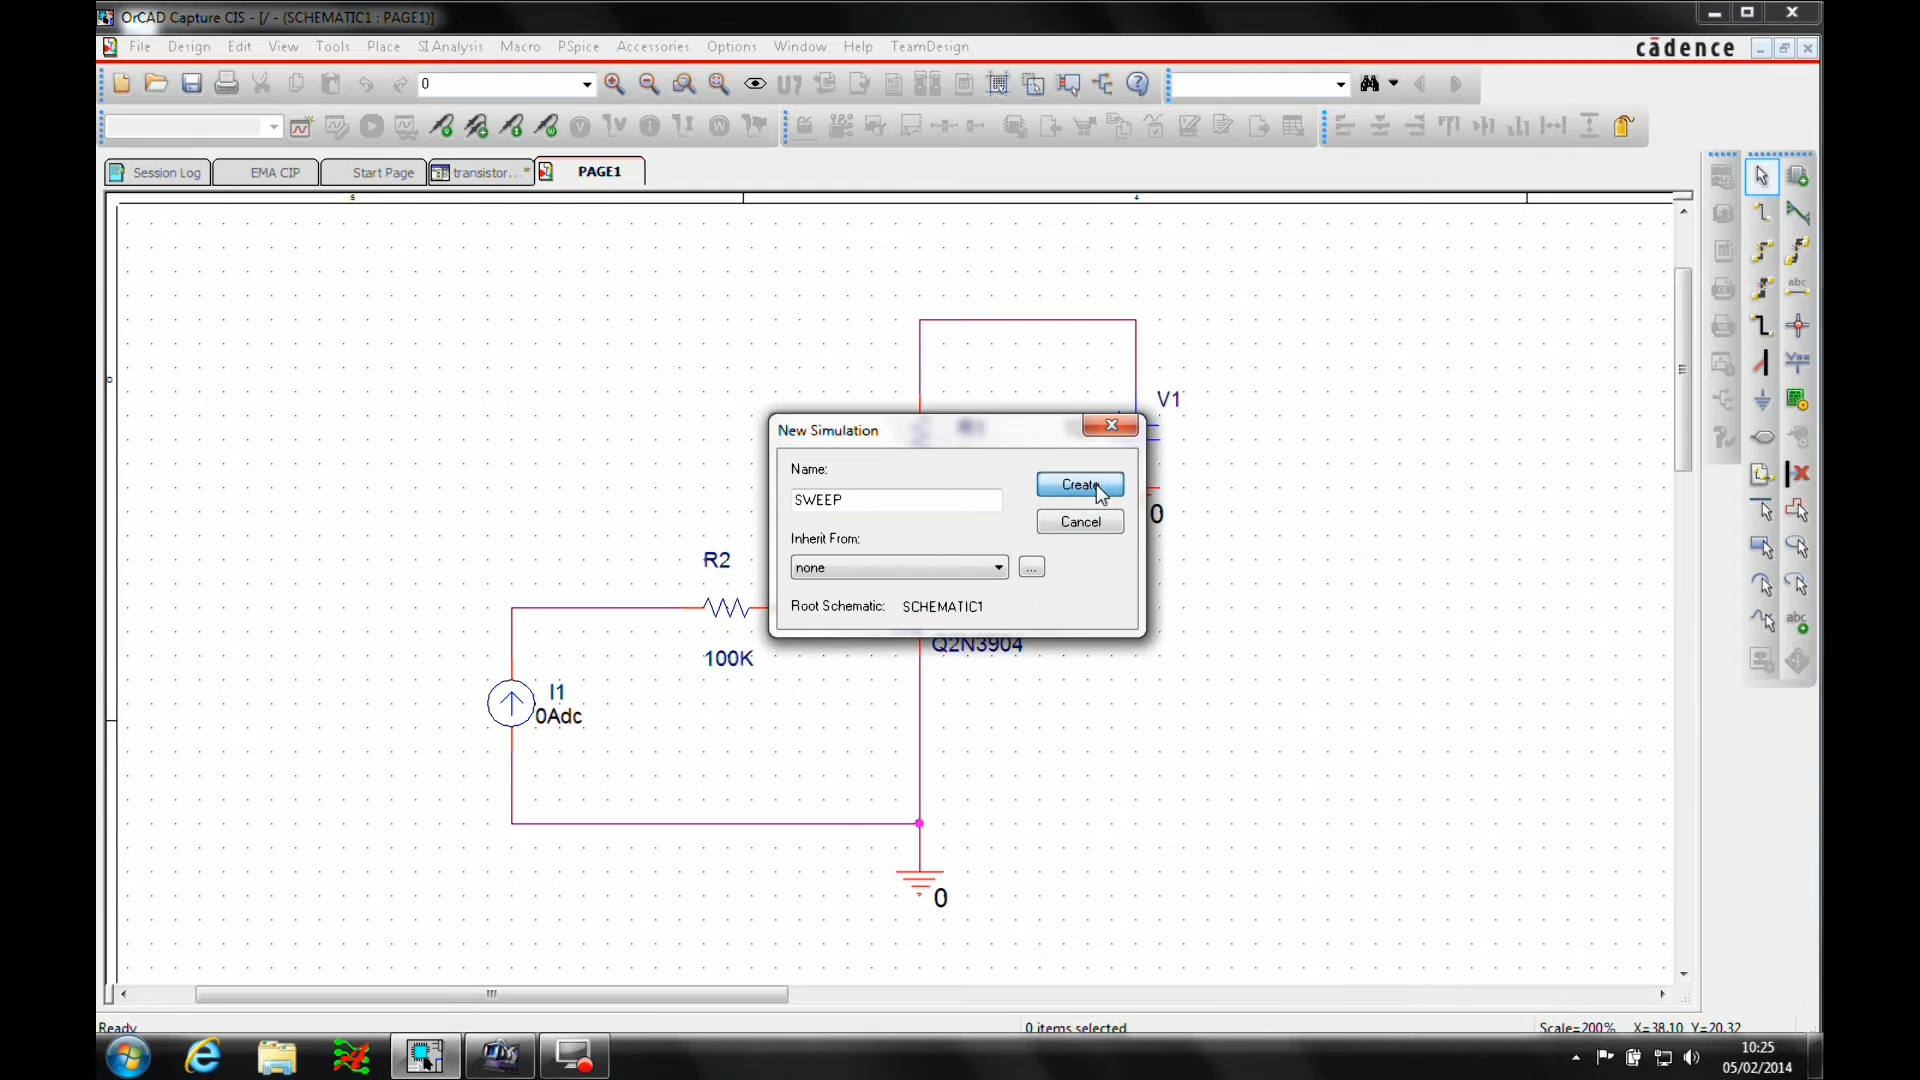 OrCAD Capture CIS - [/ - (SCHEMATIC1 : PAGE1)]
File Design Edit View Tools Place SI Analysis Macro PSpice Accessories Options Window Help TeamDesign
cādence
0
U?
Session Log EMA CIP Start Page transistor...* PAGE1
5 4
V1
New Simulation
Name:
Create
SWEEP
Cancel
0
Inherit From:
none
...
Root Schematic: SCHEMATIC1
R2
100K
Q2N3904
I1
0Adc
0
Ready
0 items selected
Scale=200% X=38.10 Y=20.32
10:25
05/02/2014